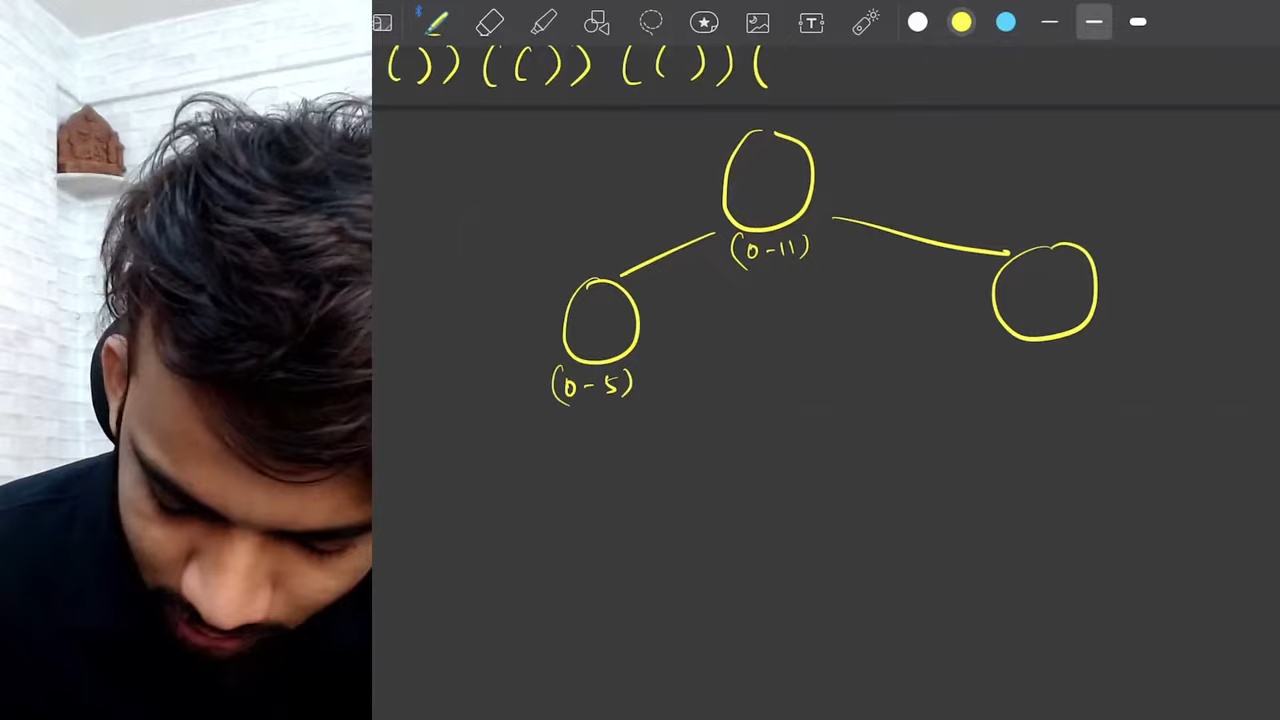 ( ) ) ( ( ) ) ( ( ) ) (
(0-11)
(0-5)
T